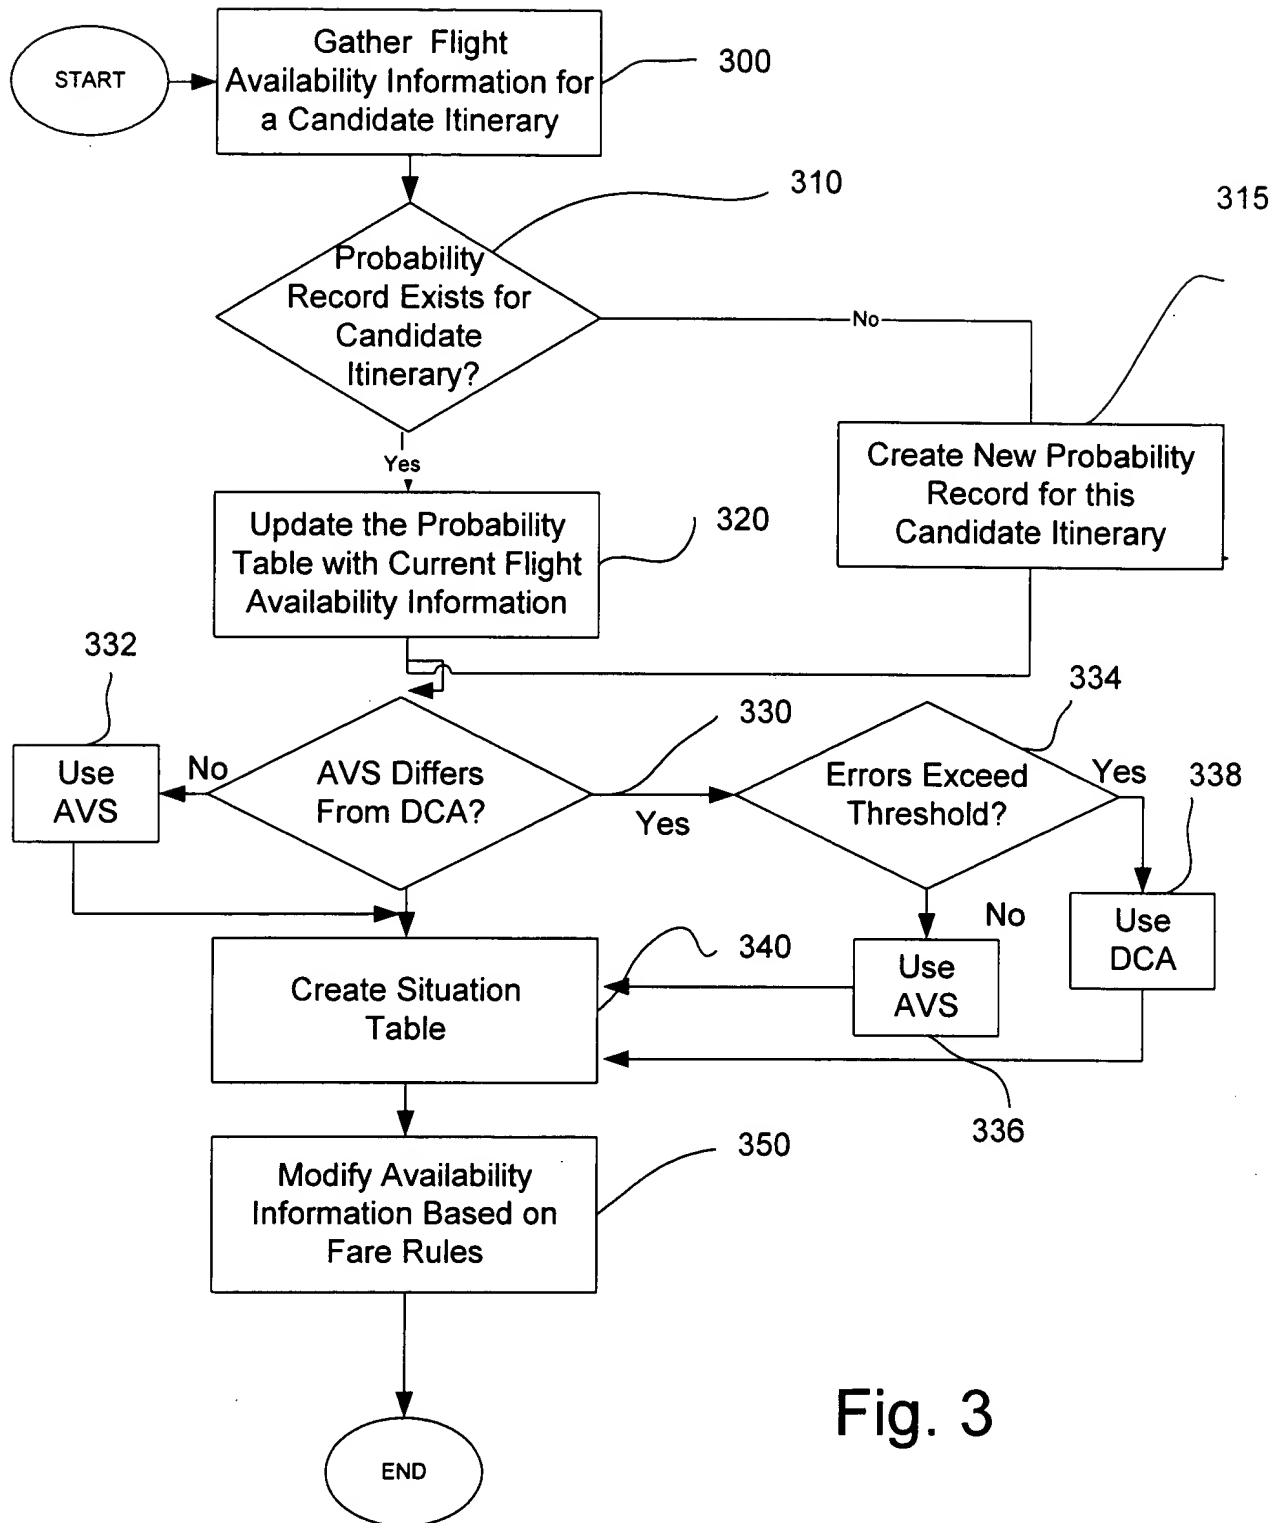 START
Gather Flight
Availability Information for
a Candidate Itinerary
300
310
315
Probability
Record Exists for
Candidate
Itinerary?
No
Yes
Create New Probability
Record for this
Candidate Itinerary
Update the Probability
Table with Current Flight
Availability Information
320
332
334
330
Use
AVS
No
AVS Differs
From DCA?
Yes
Errors Exceed
Threshold?
Yes
338
No
Use
DCA
340
Create Situation
Table
Use
AVS
336
350
Modify Availability
Information Based on
Fare Rules
Fig. 3
END